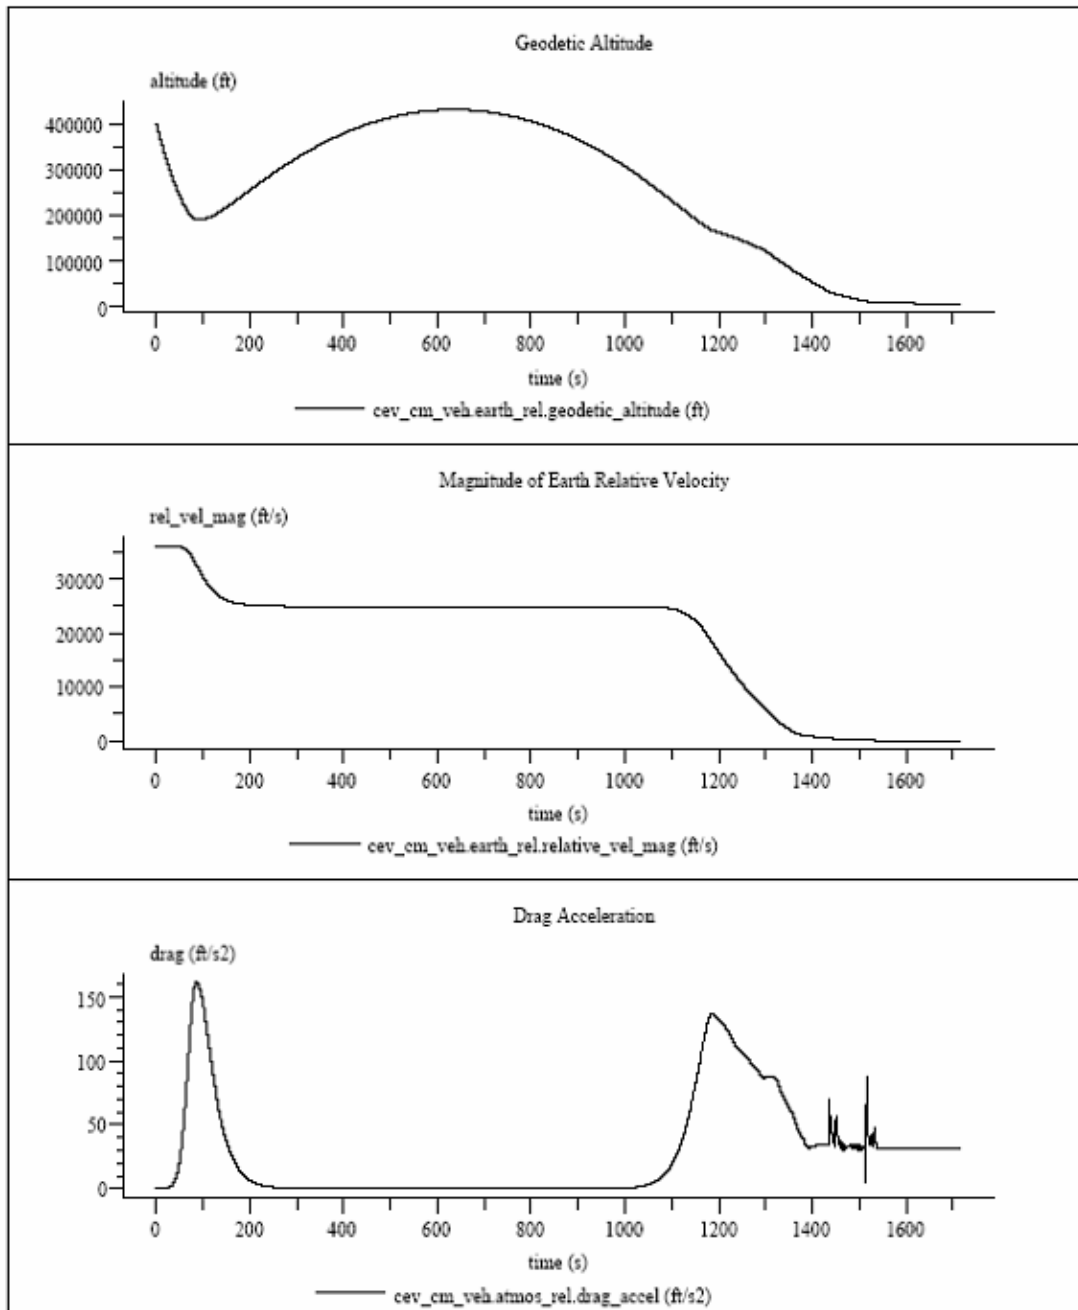 Geodetic Altitude
altitude (ft)
400000
300000
200000
100000
0
0 200 400 600 800 1000 1200 1400 1600
time (s)
cev_cm_veh.earth_rel.geodetic_altitude (ft)
Magnitude of Earth Relative Velocity
rel_vel_mag (ft/s)
30000
20000
10000
0
0 200 400 600 800 1000 1200 1400 1600
time (s)
cev_cm_veh.earth_rel.relative_vel_mag (ft/s)
Drag Acceleration
drag (ft/s2)
150
100
50
0
0 200 400 600 800 1000 1200 1400 1600
time (s)
cev_cm_veh.atmos_rel.drag_accel (ft/s2)